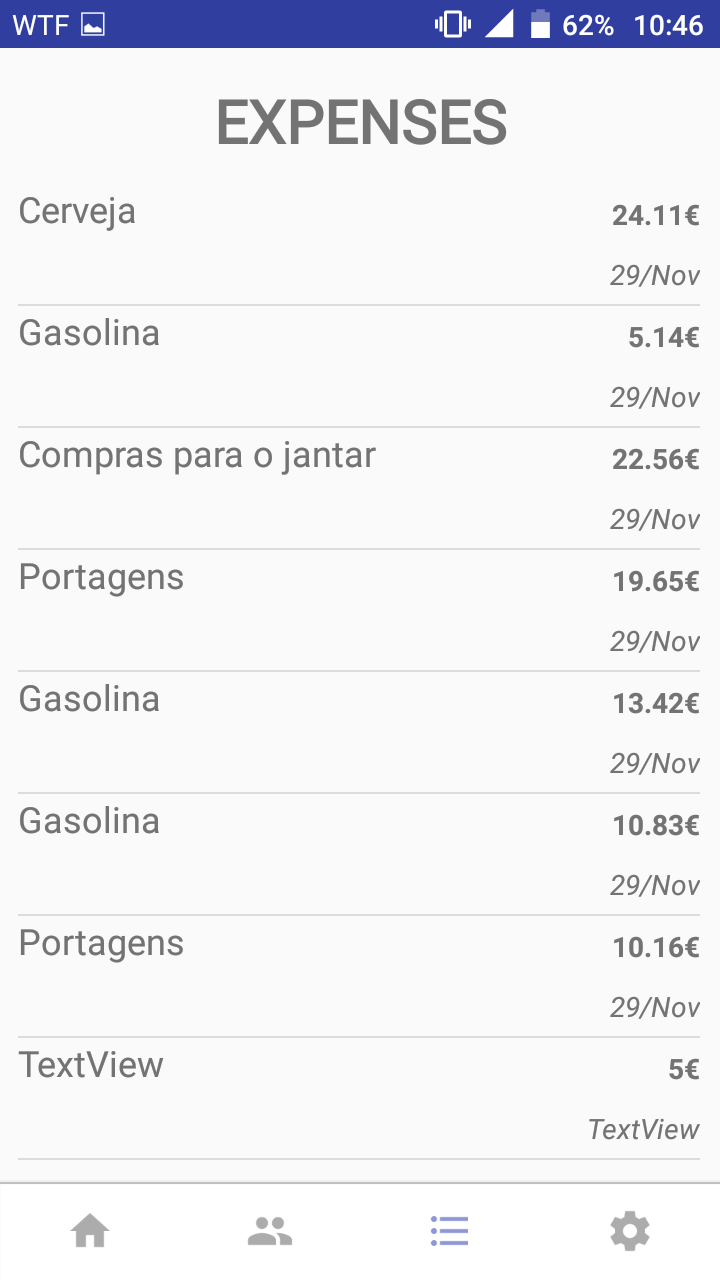 WTF 62% 10:46
EXPENSES
Cerveja 24.11€
29/Nov
Gasolina 5.14€
29/Nov
Compras para o jantar 22.56€
29/Nov
Portagens 19.65€
29/Nov
Gasolina 13.42€
29/Nov
Gasolina 10.83€
29/Nov
Portagens 10.16€
29/Nov
TextView 5€
TextView